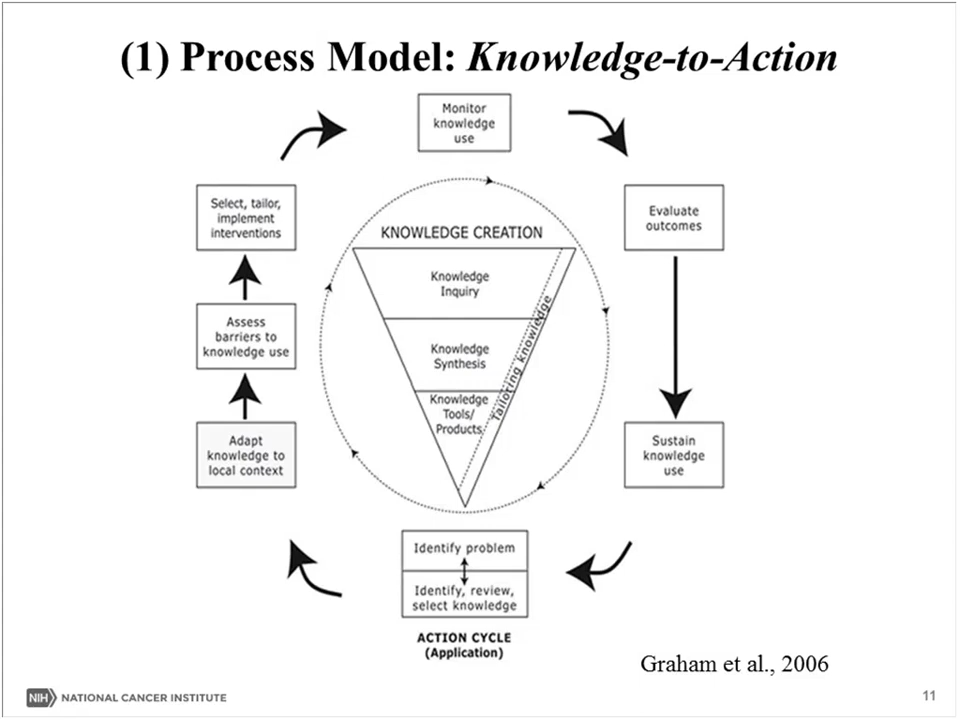 (1) Process Model: Knowledge-to-Action
Monitor
knowledge
use
Select, tailor,
implement
interventions
Evaluate
outcomes
KNOWLEDGE CREATION
Knowledge
Inquiry
Assess
barriers to
knowledge use
Knowledge
Synthesis
Tailoring knowledge
Knowledge
Tools/
Products
Adapt
knowledge to
local context
Sustain
knowledge
use
Identify problem
Identify, review,
select knowledge
ACTION CYCLE
(Application)
Graham et al., 2006
NIH NATIONAL CANCER INSTITUTE
11